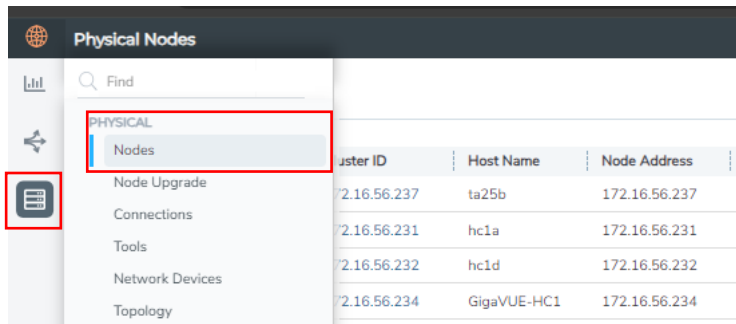 Physical Nodes
Find
PHYSICAL
Nodes
Node Upgrade
Connections
Tools
Network Devices
Topology
uster ID Host Name Node Address
72.16.56.237 ta25b 172.16.56.237
72.16.56.231 hc1a 172.16.56.231
72.16.56.232 hc1d 172.16.56.232
72.16.56.234 GigaVUE-HC1 172.16.56.234